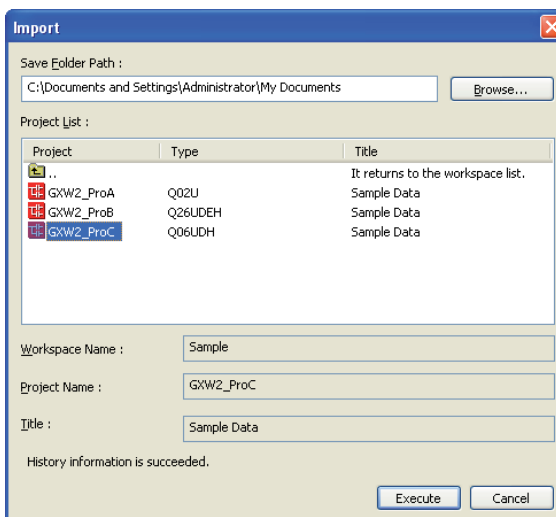 Import
Save Folder Path :
C:\Documents and Settings\Administrator\My Documents
Browse...
Project List :
Project Type Title
.. It returns to the workspace list.
GXW2_ProA Q02U Sample Data
GXW2_ProB Q26UDEH Sample Data
GXW2_ProC Q06UDH Sample Data
Workspace Name : Sample
Project Name : GXW2_ProC
Title : Sample Data
History information is succeeded.
Execute Cancel